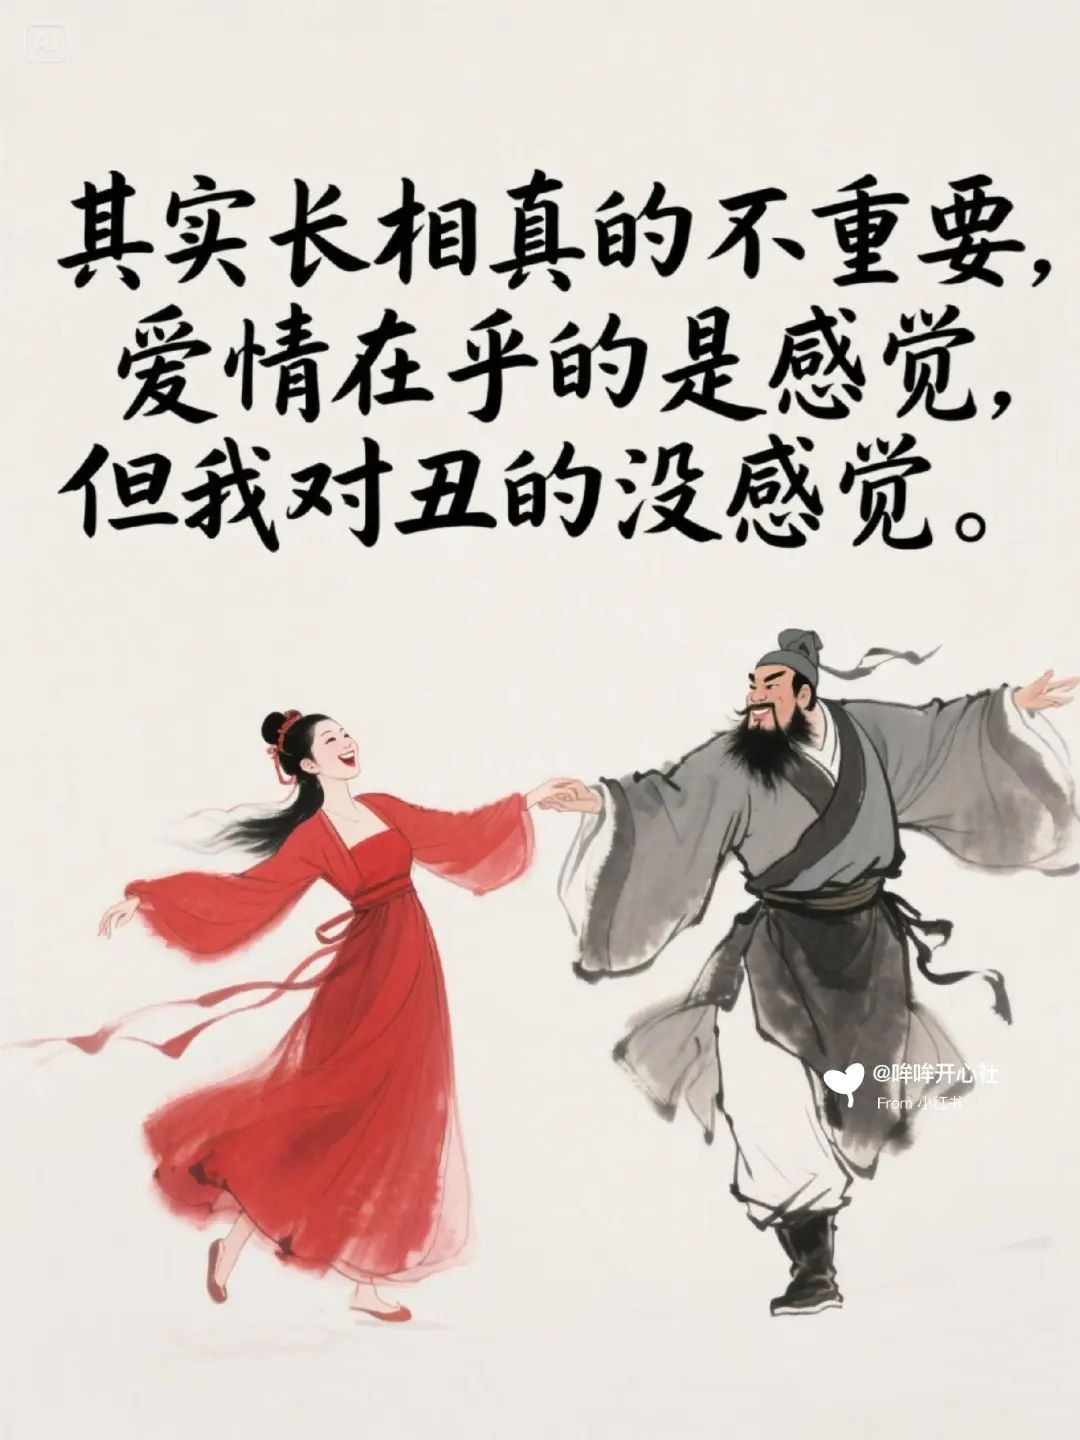 AI
其实长相真的不重要，
爱情在乎的是感觉，
但我对丑的没感觉。
@哞哞开心社
From 小红书